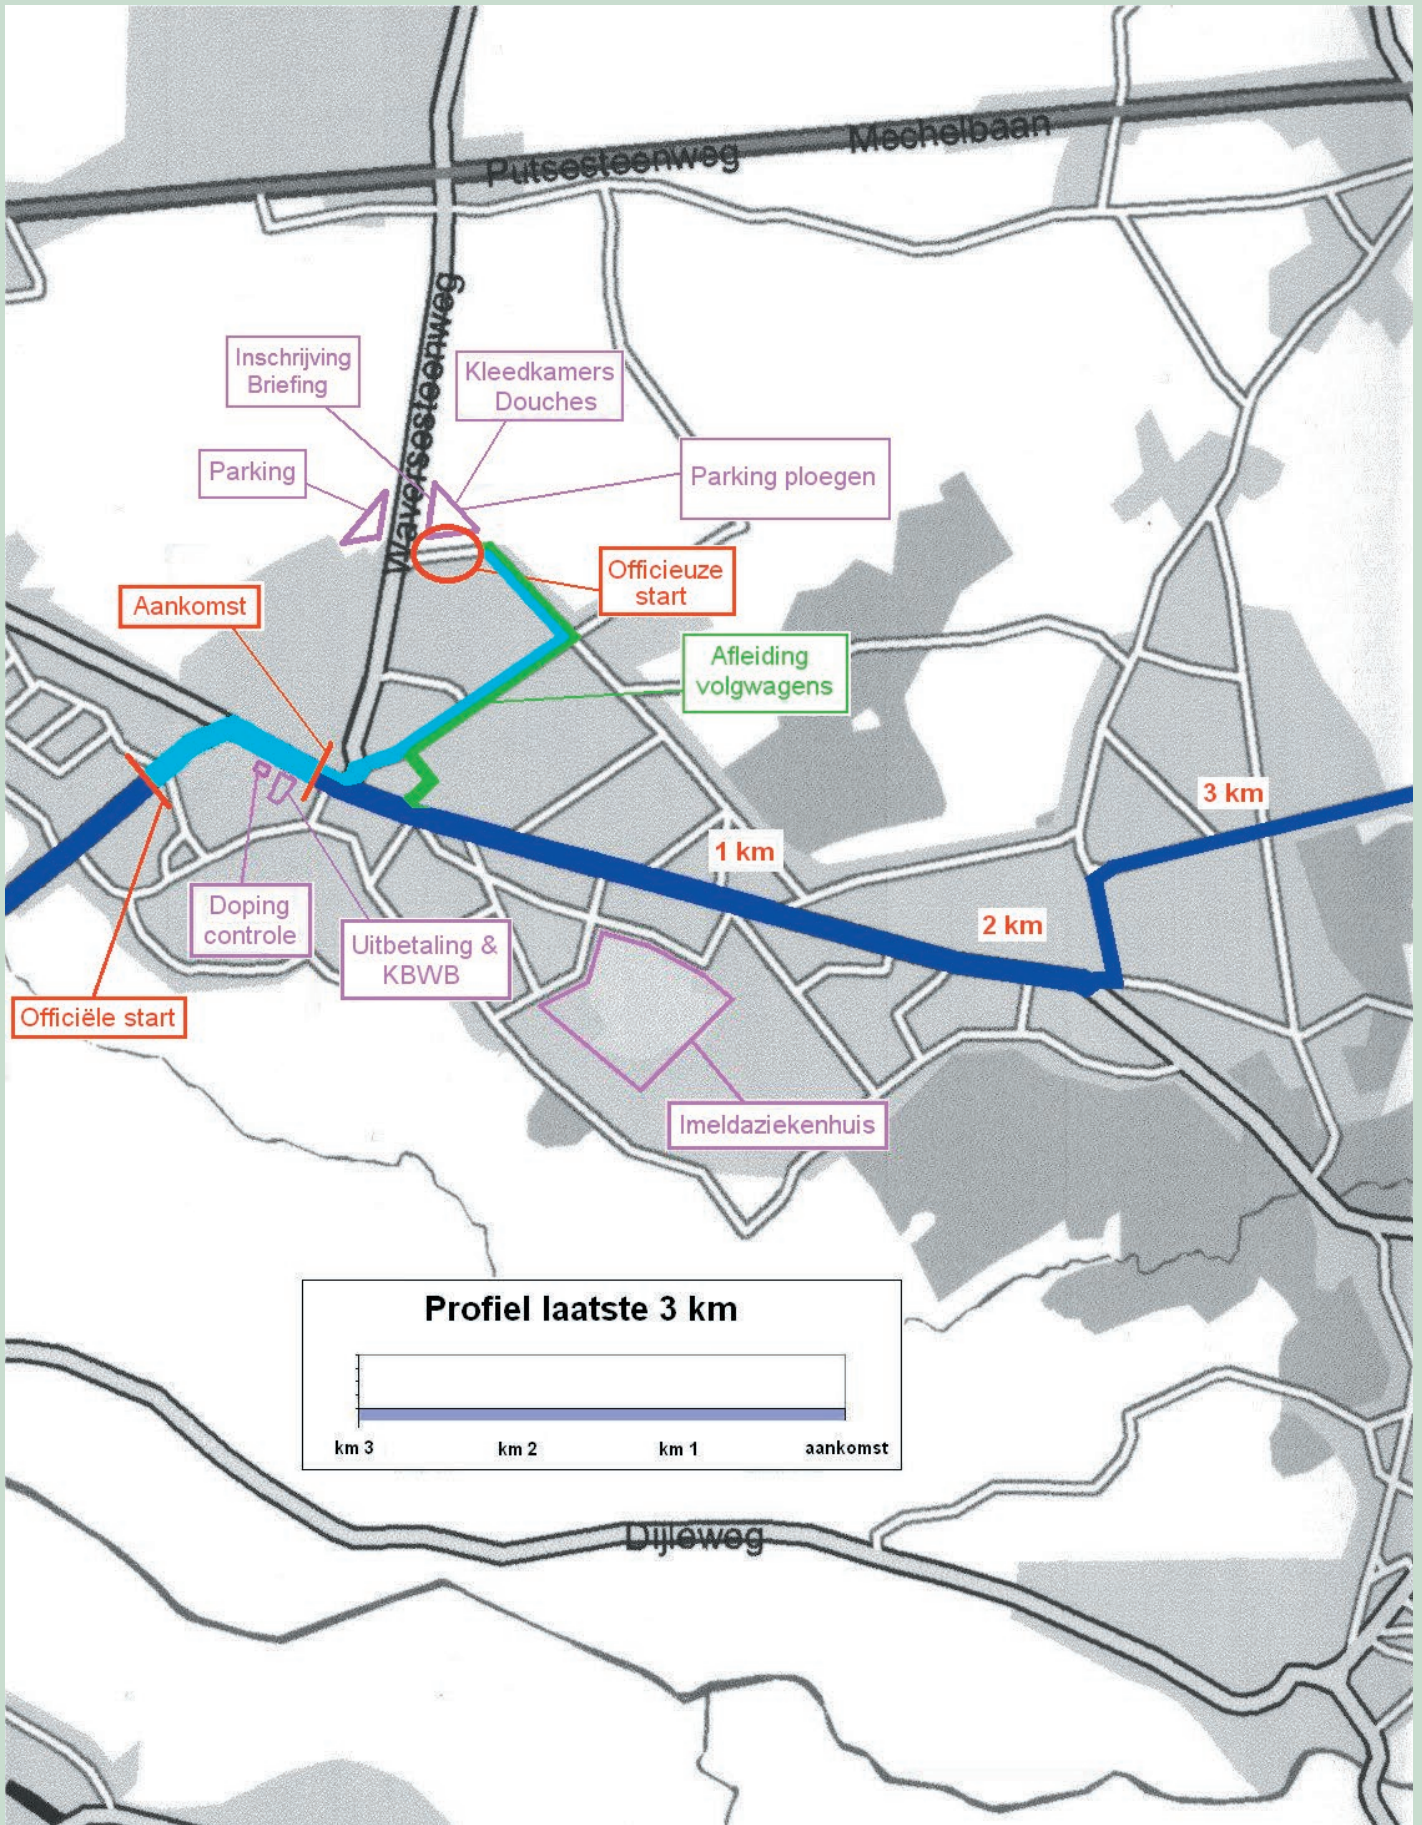 Putsesteenweg
Mechelbaan
Waversesteenweg
Inschrijving
Briefing
Kleedkamers
Douches
Parking
Parking ploegen
Officieuze
start
Aankomst
Afleiding
volgwagens
3 km
1 km
2 km
Doping
controle
Uitbetaling &
KBWB
Officiële start
Imeldaziekenhuis
Profiel laatste 3 km
km 3
km 2
km 1
aankomst
Dijleweg